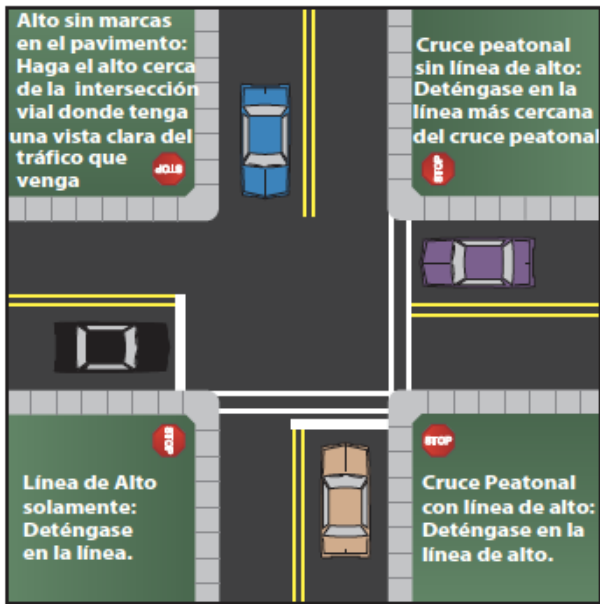 Alto sin marcas
en el pavimento:
Haga el alto cerca
de la intersección
vial donde tenga
una vista clara del
tráfico que
venga
STOP
Cruce peatonal
sin línea de alto:
Deténgase en la
línea más cercana
del cruce peatonal
STOP
STOP
Línea de Alto
solamente:
Deténgase
en la línea.
STOP
Cruce Peatonal
con línea de alto:
Deténgase en la
línea de alto.